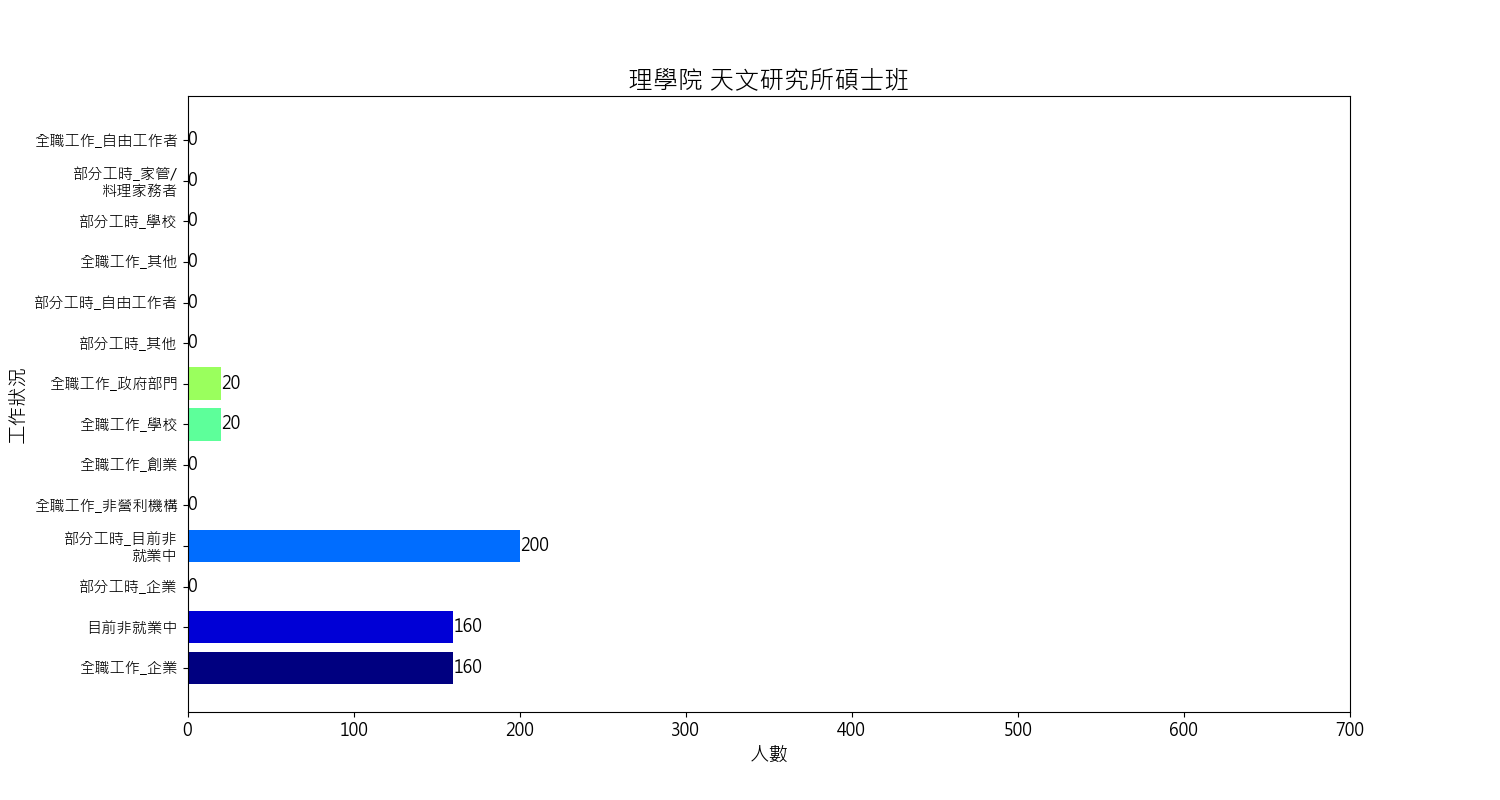 理學院 天文研究所碩士班
工作狀況
全職工作_自由工作者
0
部分工時_家管/
料理家務者
0
部分工時_學校
0
全職工作_其他
0
部分工時_自由工作者
0
部分工時_其他
0
全職工作_政府部門
20
全職工作_學校
20
全職工作_創業
0
全職工作_非營利機構
0
部分工時_目前非
就業中
200
部分工時_企業
0
目前非就業中
160
全職工作_企業
160
0 100 200 300 400 500 600 700
人數